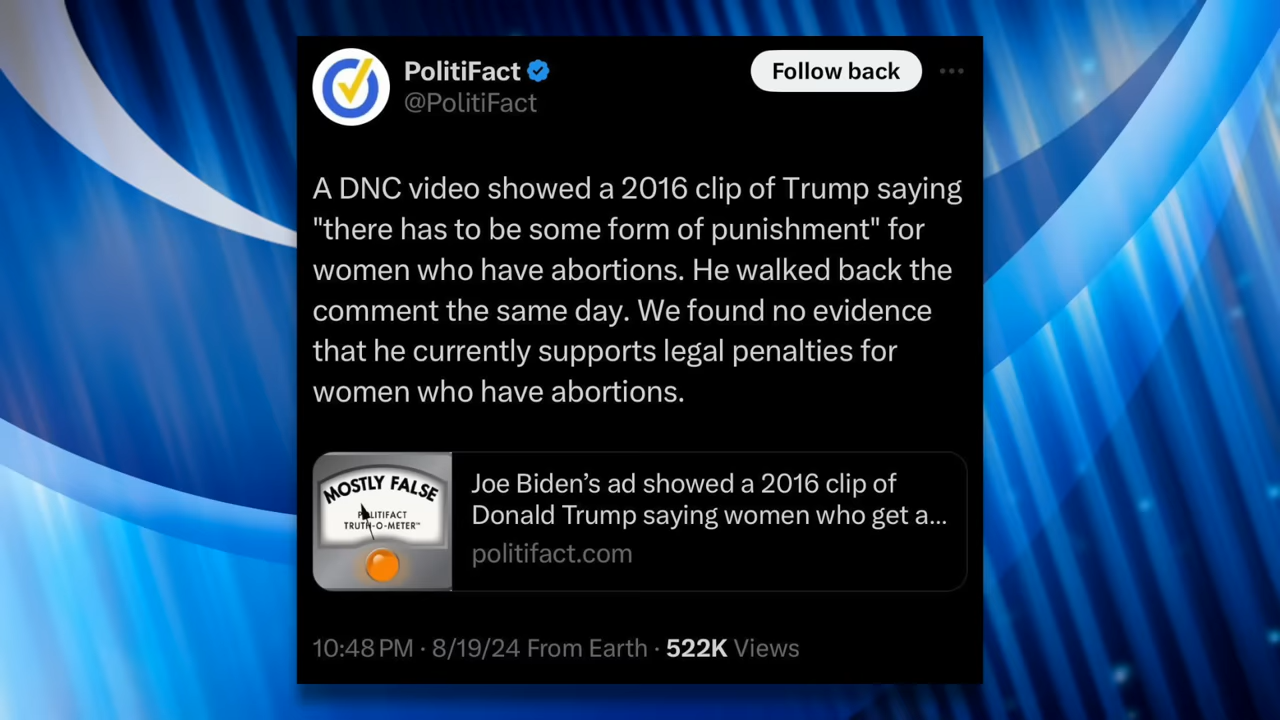 PolitiFact
@PolitiFact
Follow back
A DNC video showed a 2016 clip of Trump saying
"there has to be some form of punishment" for
women who have abortions. He walked back the
comment the same day. We found no evidence
that he currently supports legal penalties for
women who have abortions.
MOSTLY FALSE
POLITIFACT
TRUTH-O-METER™
Joe Biden’s ad showed a 2016 clip of
Donald Trump saying women who get a...
politifact.com
10:48 PM · 8/19/24 From Earth · 522K Views